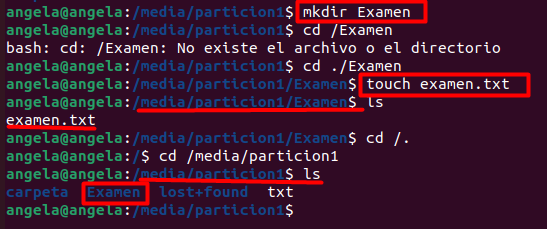 angela@angela:/media/particion1$ mkdir Examen
angela@angela:/media/particion1$ cd /Examen
bash: cd: /Examen: No existe el archivo o el directorio
angela@angela:/media/particion1$ cd ./Examen
angela@angela:/media/particion1/Examen$ touch examen.txt
angela@angela:/media/particion1/Examen$ ls
examen.txt
angela@angela:/media/particion1/Examen$ cd /.
angela@angela:/$ cd /media/particion1
angela@angela:/media/particion1$ ls
carpeta  Examen  lost+found  txt
angela@angela:/media/particion1$